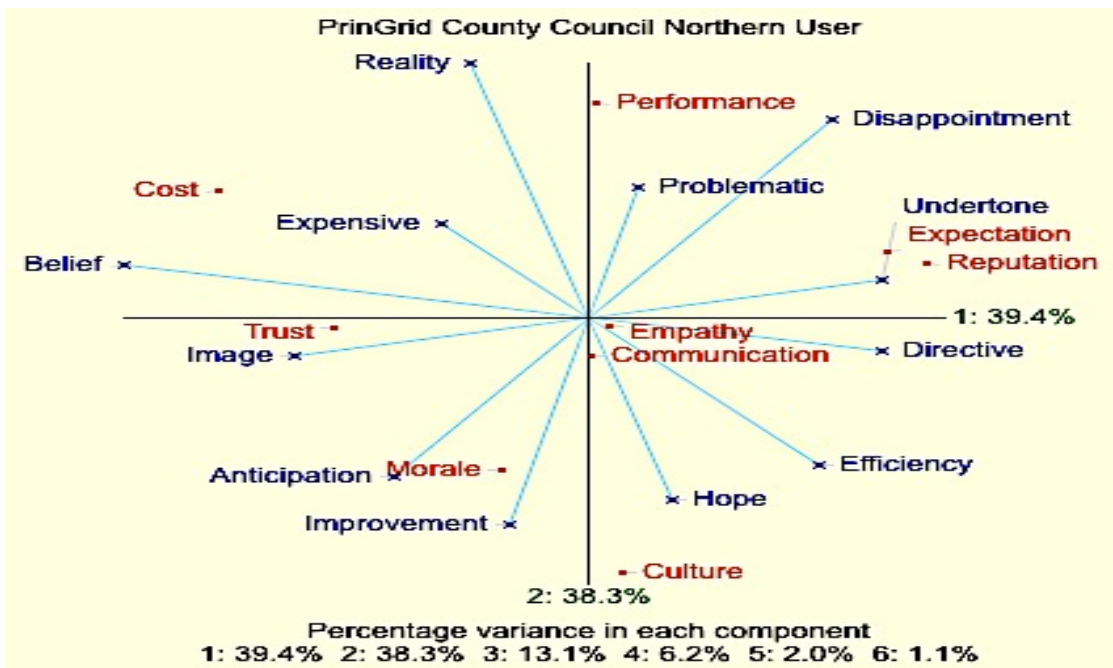 PrinGrid County Council Northern User
Reality
Performance
Disappointment
Cost
Problematic
Undertone
Expensive
Expectation
Belief
Reputation
1: 39.4%
Trust
Empathy
Image
Communication
Directive
Anticipation
Morale
Efficiency
Hope
Improvement
Culture
2: 38.3%
Percentage variance in each component
1: 39.4% 2: 38.3% 3: 13.1% 4: 6.2% 5: 2.0% 6: 1.1%